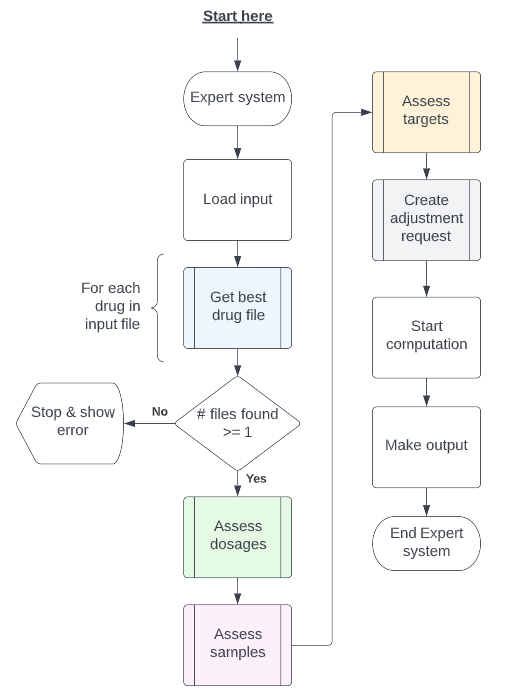 Start here
Expert system
Load input
For each
drug in
input file
Get best
drug file
# files found
>= 1
No
Stop & show
error
Yes
Assess
dosages
Assess
samples
Assess
targets
Create
adjustment
request
Start
computation
Make output
End Expert
system